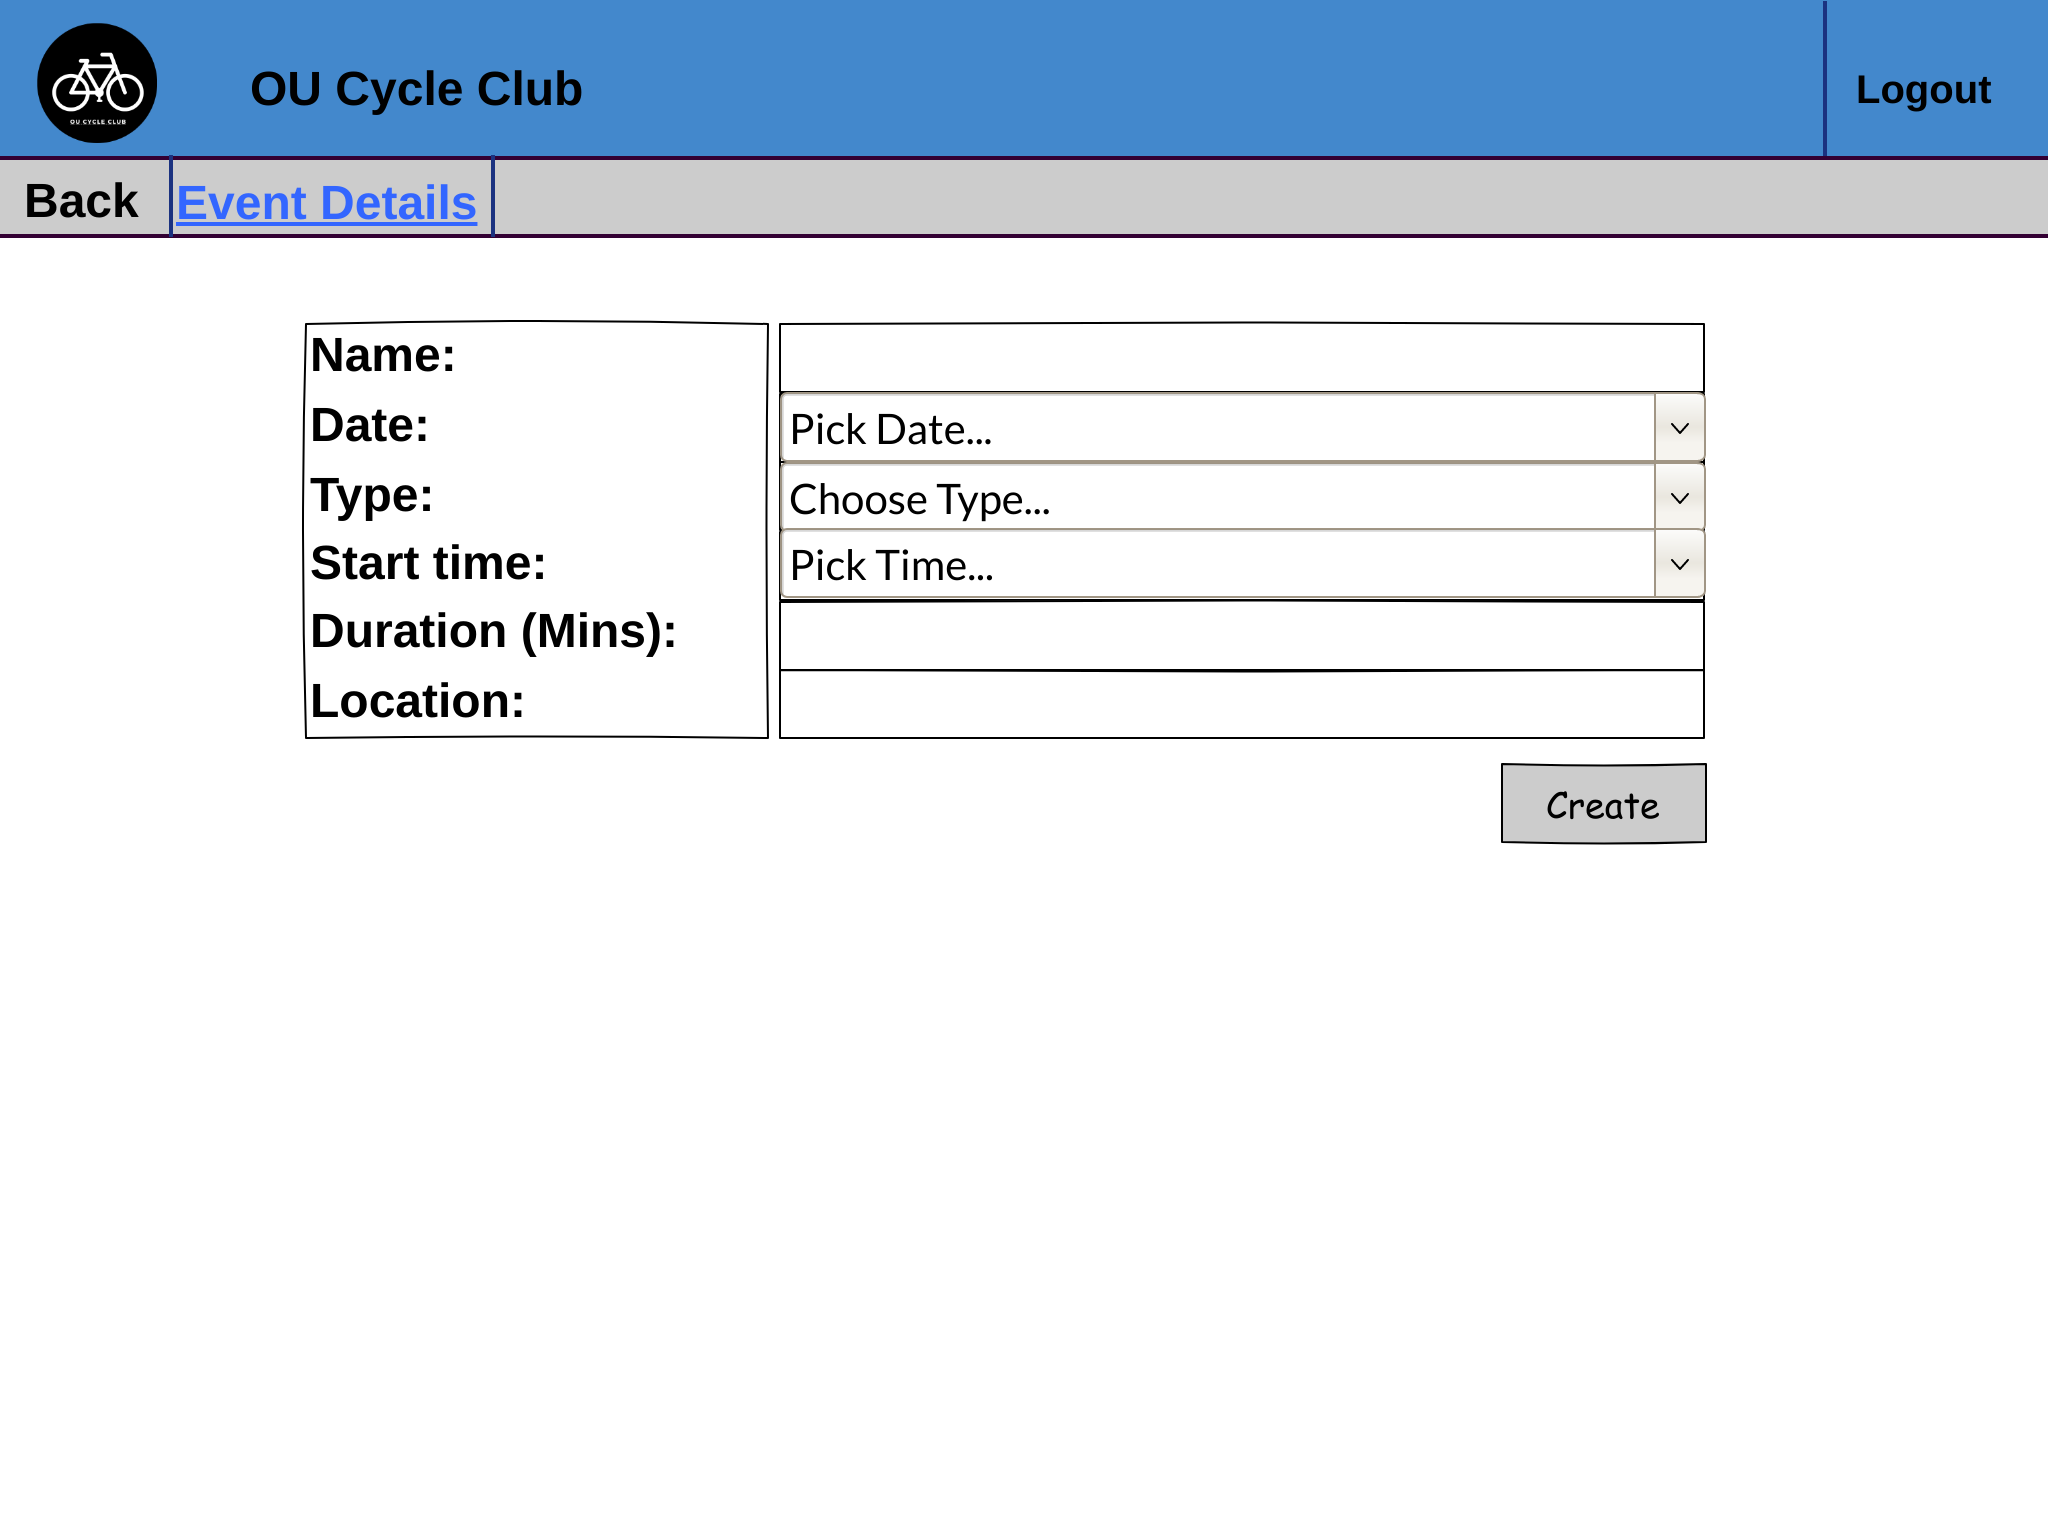 OU CYCLE CLUB
OU Cycle Club
Logout
Back
Event Details
Name:
Date:
Pick Date...
Type:
Choose Type...
Start time:
Pick Time...
Duration (Mins):
Location:
Create